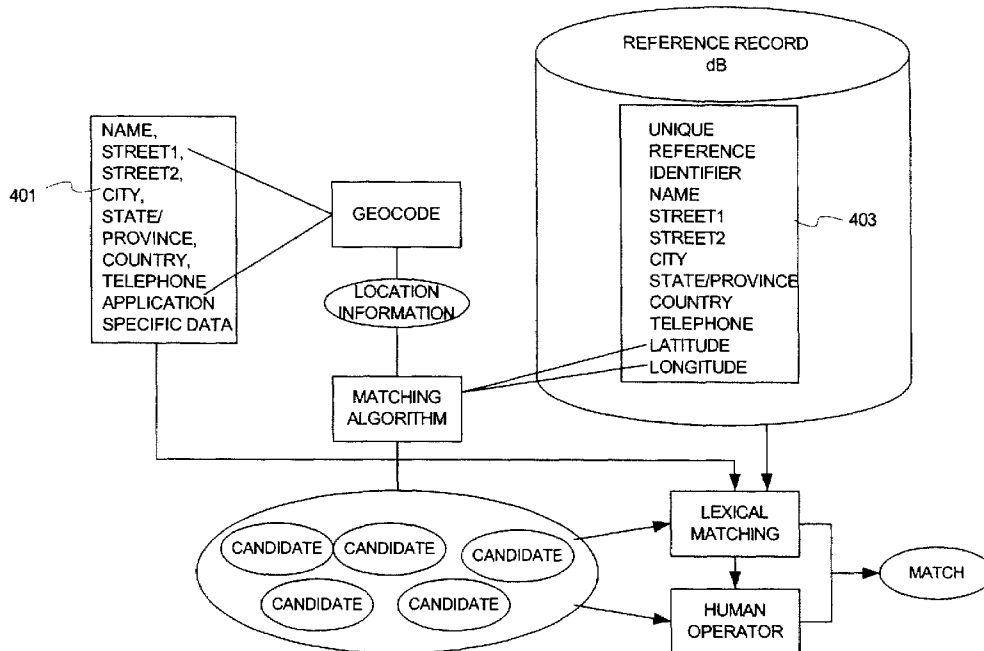 REFERENCE RECORD
dB
NAME,
STREET1,
STREET2,
CITY,
STATE/
PROVINCE,
COUNTRY,
TELEPHONE
APPLICATION
SPECIFIC DATA
401
GEOCODE
LOCATION
INFORMATION
MATCHING
ALGORITHM
UNIQUE
REFERENCE
IDENTIFIER
NAME
STREET1
STREET2
CITY
STATE/PROVINCE
COUNTRY
TELEPHONE
LATITUDE
LONGITUDE
403
CANDIDATE
CANDIDATE
CANDIDATE
CANDIDATE
CANDIDATE
LEXICAL
MATCHING
HUMAN
OPERATOR
MATCH